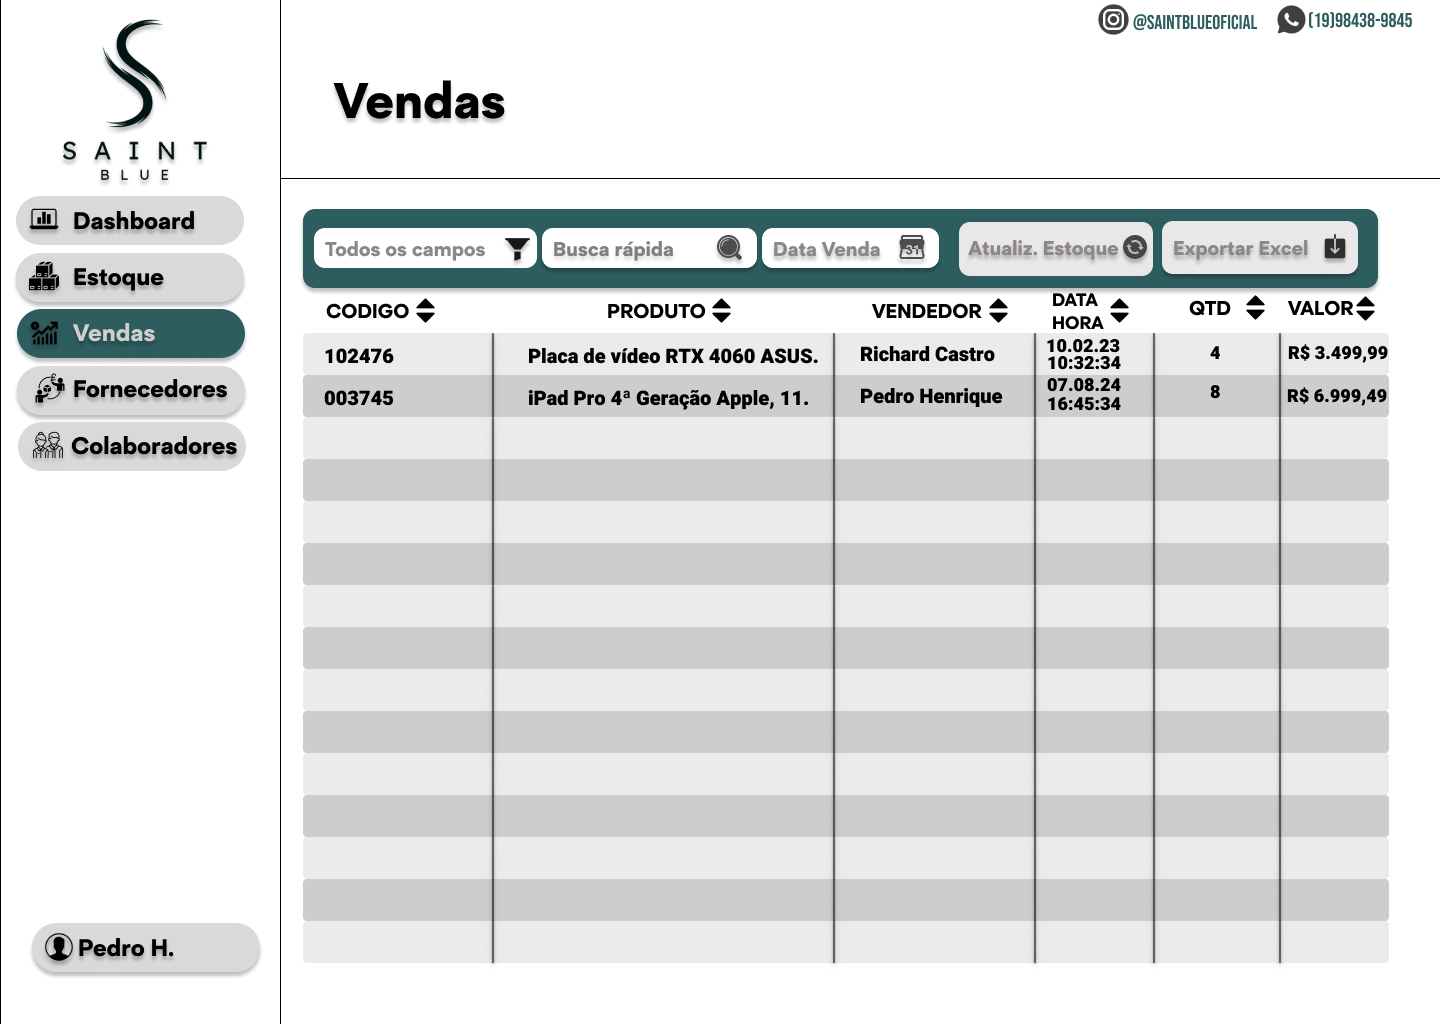 @SAINTBLUEOFICIAL (19)98438-9845
SAINT
BLUE
Vendas
Dashboard
Estoque
Vendas
Fornecedores
Colaboradores
Pedro H.
Todos os campos Busca rápida Data Venda 31 Atualiz. Estoque Exportar Excel
CODIGO PRODUTO VENDEDOR DATA HORA QTD VALOR
102476 Placa de vídeo RTX 4060 ASUS. Richard Castro 10.02.23 10:32:34 4 R$ 3.499,99
003745 iPad Pro 4ª Geração Apple, 11. Pedro Henrique 07.08.24 16:45:34 8 R$ 6.999,49